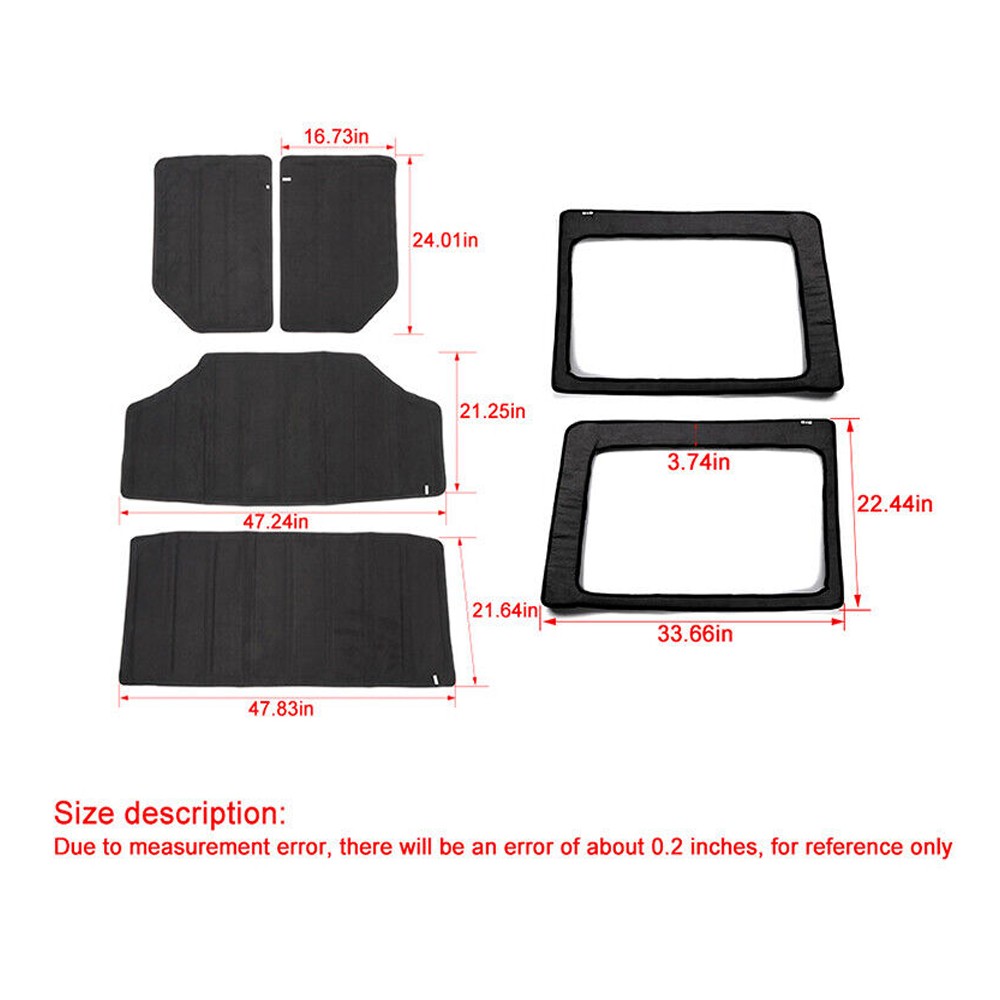 16.73in
24.01in
21.25in
47.24in
21.64in
47.83in
3.74in
22.44in
33.66in
Size description:
Due to measurement error, there will be an error of about 0.2 inches, for reference only